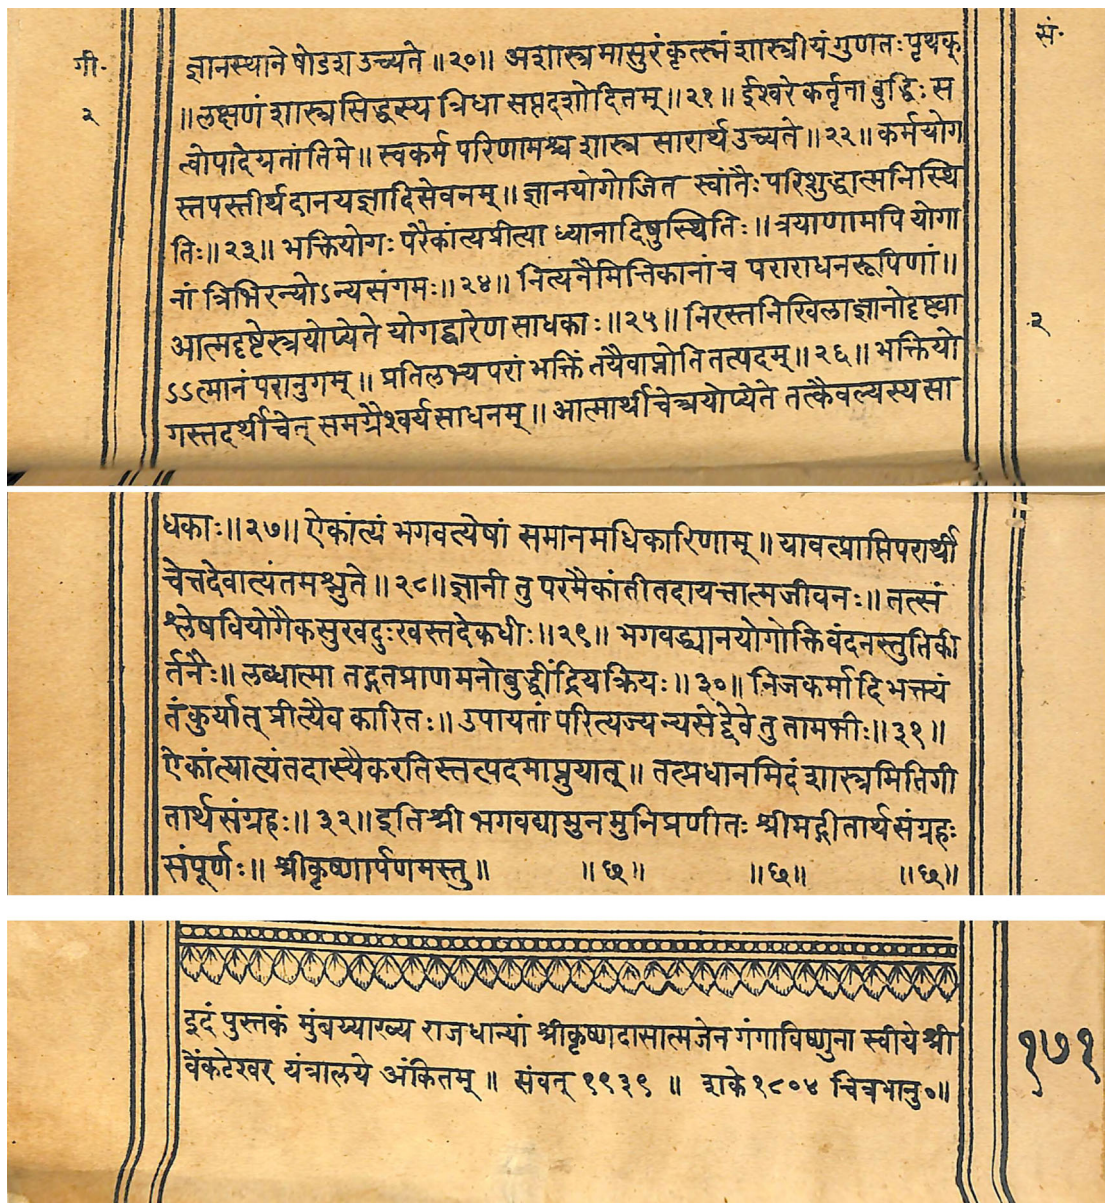 गी॰
२
सं॰
२
ज्ञानस्थाने षोडश उच्यते॥२०॥ अशास्त्रमासुरं कृत्स्नं शास्त्रीयं गुणतः पृथक्
॥लक्षणं शास्त्रसिद्धस्य त्रिधा सप्तदशोदितम्॥२१॥ ईश्वरे कर्तृता बुद्धिः स
त्वोपादेयतांतिमे॥ स्वकर्म परिणामश्च शास्त्र सारार्थ उच्यते॥२२॥ कर्मयोग
स्तपस्तीर्थदानयज्ञादिसेवनम्॥ ज्ञानयोगोजित स्वांतैः परिशुद्धात्मनिस्थि
तिः॥२३॥ भक्तियोगः परैकांत्यप्रीत्या ध्यानादिषुस्थितिः॥ त्रयाणामपि योगा
नां त्रिभिरन्योऽन्यसंगमः॥२४॥ नित्यनैमित्तिकानां च पराराधनरूपिणां॥
आत्मदृष्टेस्त्रयोप्येते योगद्वारेण साधकाः॥२५॥ निरस्तनिखिलाज्ञानोदृष्ट्वा
ऽऽत्मानं परानुगम्॥ प्रतिलभ्य परां भक्तिं तयैवाप्नोति तत्पदम्॥२६॥ भक्तियो
गस्तदर्थीचेत् समग्रैश्वर्यसाधनम्॥ आत्मार्थीचेत्त्रयोप्येते तत्कैवल्यस्य सा
धकाः॥२७॥ ऐकांत्यं भगवत्येषां समानमधिकारिणाम्॥ यावत्प्राप्तिपरार्थी
चेत्तदेवात्यंतमश्नुते॥२८॥ ज्ञानी तु परमैकांतीतदायत्तात्मजीवनः॥ तत्सं
श्लेषवियोगैकसुखदुःखस्तदेकधीः॥२९॥ भगवद्ध्यानयोगोक्तिवंदनस्तुतिकी
र्तनैः॥ लब्धात्मा तद्गतप्राणमनोबुद्धींद्रियक्रियः॥३०॥ निजकर्मादिभक्त्यं
तंकुर्यात् प्रीत्यैव कारितः॥ उपायतां परित्यज्य न्यसेद्देवे तु तामभीः॥३१॥
ऐकांत्यात्यंतदास्यैकरतिस्तत्पदमाप्नुयात्॥ तत्प्रधानमिदं शास्त्रमितिगी
तार्थसंग्रहः॥३२॥ इति श्री भगवद्यामुनमुनिप्रणीतः श्रीमद्गीतार्थसंग्रहः
संपूर्णः॥ श्रीकृष्णार्पणमस्तु॥ ॥छ॥ ॥छ॥ ॥छ॥
इदं पुस्तकं मुंबय्याख्य राजधान्यां श्रीकृष्णदासात्मजेन गंगाविष्णुना स्वीये श्री
वेंकटेश्वर यंत्रालये अंकितम्॥ संवत् १९३९॥ शके १८०४ चित्रभानु०॥
१७१